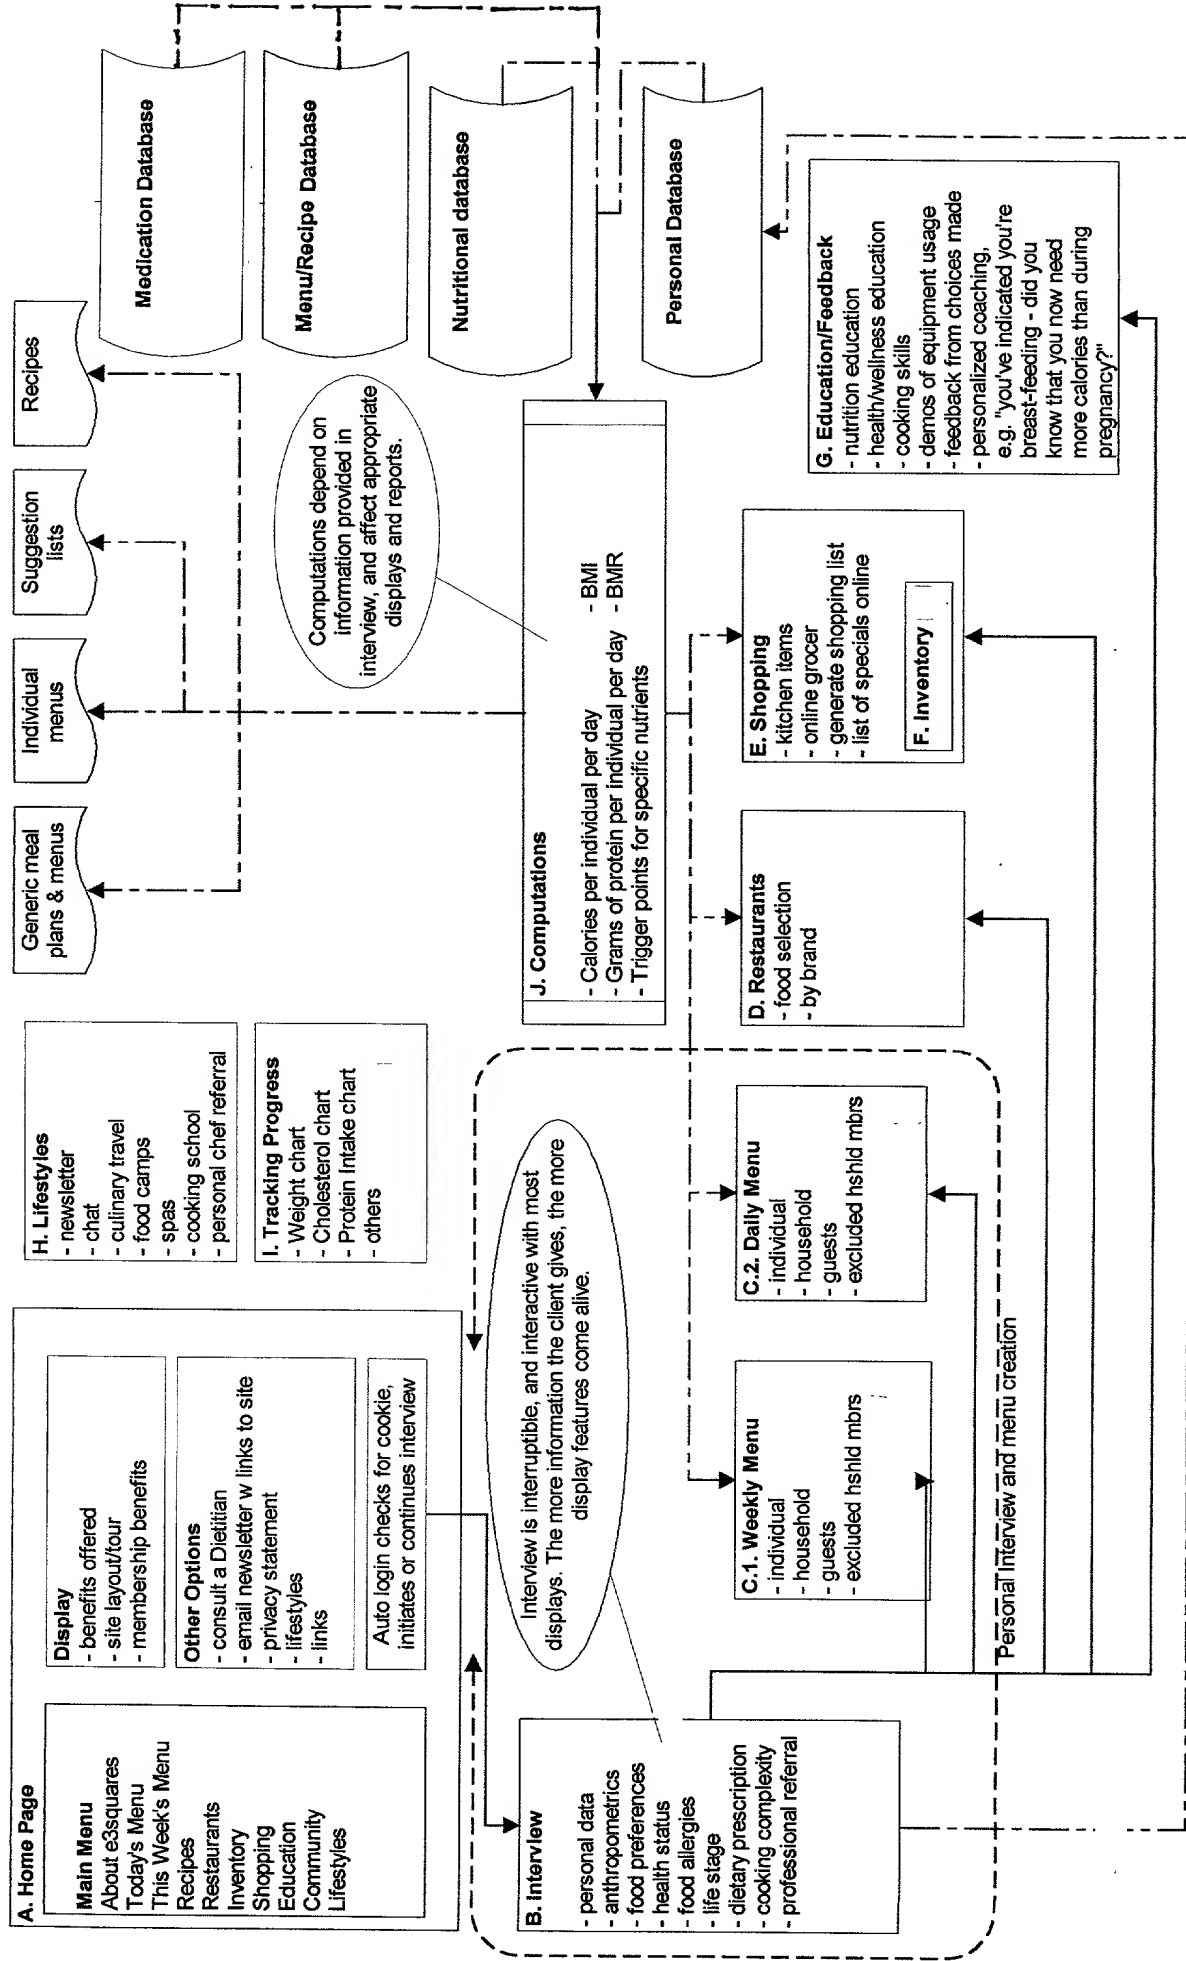 A. Home Page
Main Menu
About e3squares
Today's Menu
This Week's Menu
Recipes
Restaurants
Inventory
Shopping
Education
Community
Lifestyles
Display
- benefits offered
- site layout/tour
- membership benefits
Other Options
- consult a Dietitian
- email newsletter w links to site
- privacy statement
- lifestyles
- links
Auto login checks for cookie,
initiates or continues interview
H. Lifestyles
- newsletter
- chat
- culinary travel
- food camps
- spas
- cooking school
- personal chef referral
I. Tracking Progress
- Weight chart
- Cholesterol chart
- Protein Intake chart
- others
Generic meal
plans & menus
Individual
menus
Suggestion
lists
Recipes
Medication Database
Menu/Recipe Database
Nutritional database
Personal Database
Computations depend on
information provided in
interview, and affect appropriate
displays and reports.
Interview is interruptible, and interactive with most
displays. The more information the client gives, the more
display features come alive.
J. Computations
- Calories per individual per day - BMI
- Grams of protein per individual per day - BMR
- Trigger points for specific nutrients
B. Interview
- personal data
- anthropometrics
- food preferences
- health status
- food allergies
- life stage
- dietary prescription
- cooking complexity
- professional referral
C.1. Weekly Menu
- individual
- household
- guests
- excluded hshld mbrs
C.2. Daily Menu
- individual
- household
- guests
- excluded hshld mbrs
D. Restaurants
- food selection
- by brand
E. Shopping
- kitchen items
- online grocer
- generate shopping list
- list of specials online
F. Inventory
G. Education/Feedback
- nutrition education
- health/wellness education
- cooking skills
- demos of equipment usage
- feedback from choices made
- personalized coaching,
e.g. "you've indicated you're
breast-feeding - did you
know that you now need
more calories than during
pregnancy?"
Personal Interview and menu creation